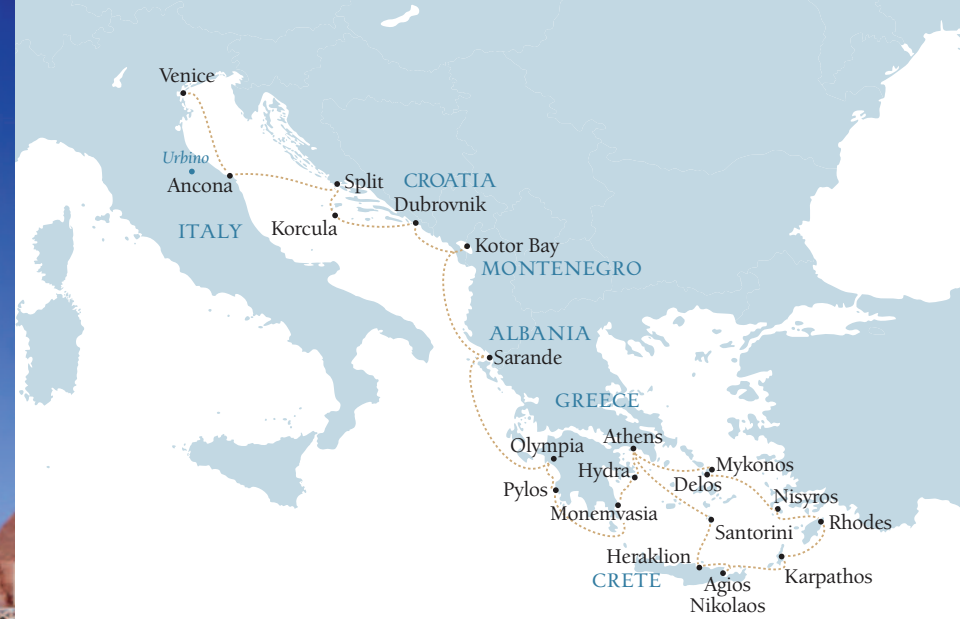 Venice
Urbino
Ancona
Split
CROATIA
Dubrovnik
ITALY
Korcula
Kotor Bay
MONTENEGRO
ALBANIA
Sarande
GREECE
Athens
Olympia
Mykonos
Hydra
Delos
Pylos
Nisyros
Monemvasia
Rhodes
Santorini
Heraklion
Karpathos
CRETE
Agios
Nikolaos